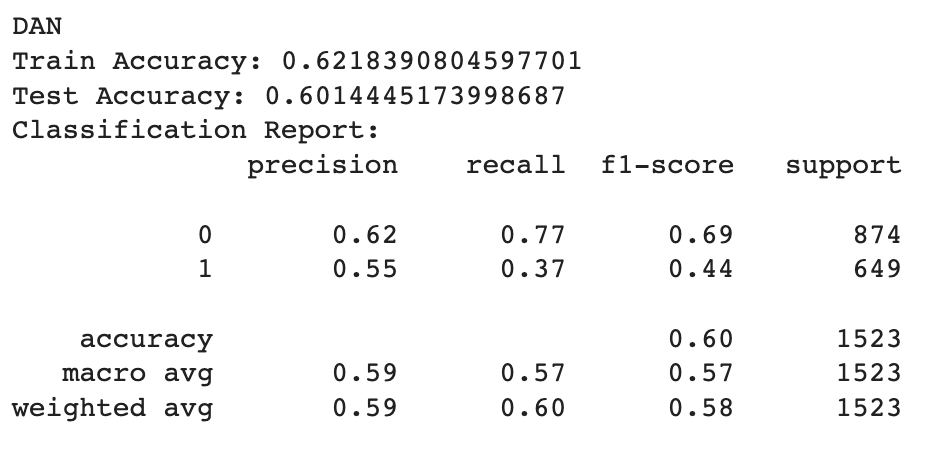 DAN
Train Accuracy: 0.6218390804597701
Test Accuracy: 0.6014445173998687
Classification Report:
precision recall f1-score support
0 0.62 0.77 0.69 874
1 0.55 0.37 0.44 649
accuracy 0.60 1523
macro avg 0.59 0.57 0.57 1523
weighted avg 0.59 0.60 0.58 1523